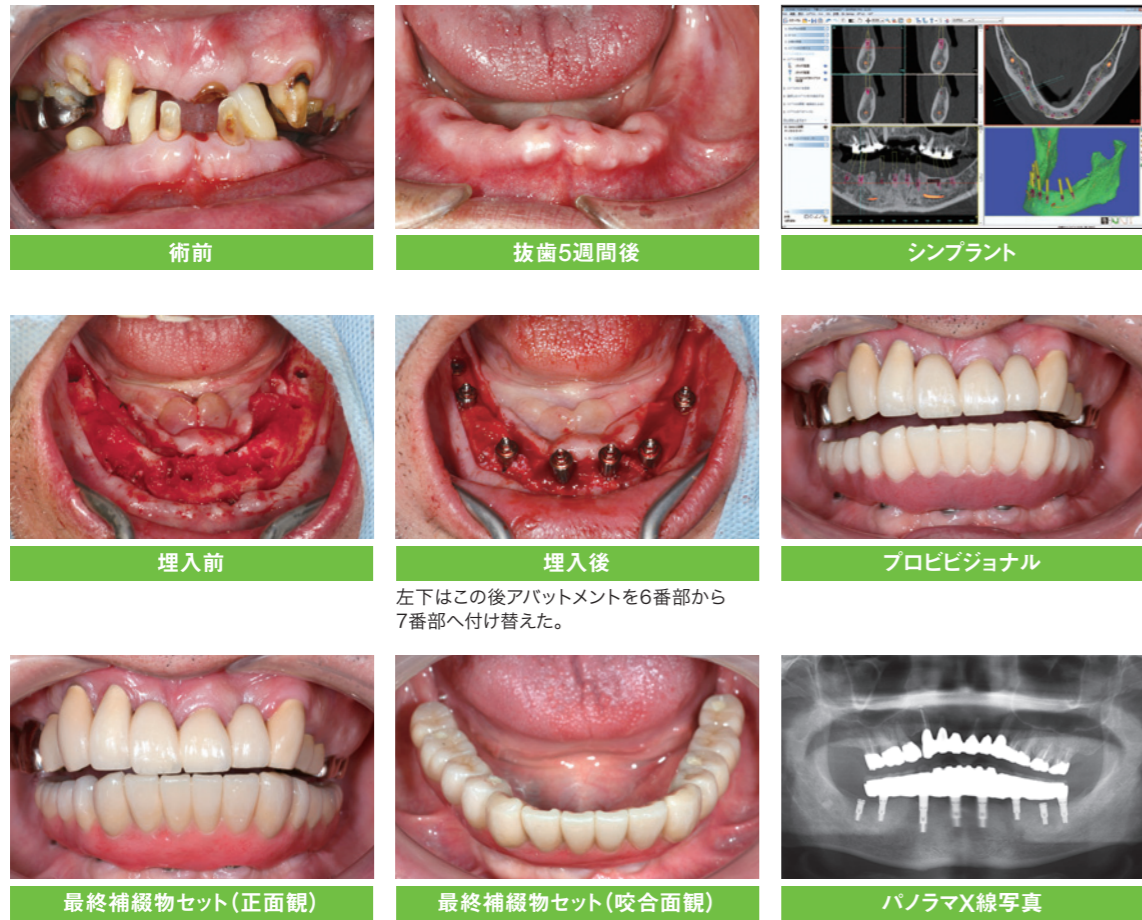 術前
抜歯5週間後
シンプラント
埋入前
埋入後
プロビビジョナル
左下はこの後アバットメントを6番部から
7番部へ付け替えた。
最終補綴物セット（正面観）
最終補綴物セット（咬合面観）
パノラマX線写真